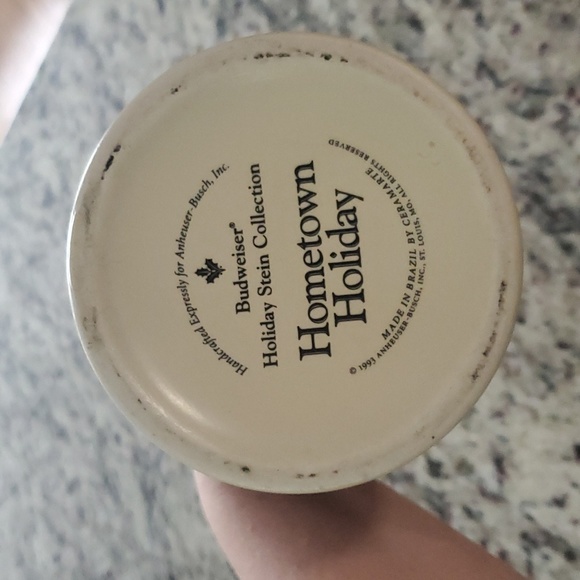 Handcrafted Expressly for Anheuser-Busch, Inc.
Budweiser®
Holiday Stein Collection
Hometown
Holiday
MADE IN BRAZIL BY CERAMARTE
© 1993 ANHEUSER-BUSCH, INC., ST. LOUIS, MO. ALL RIGHTS RESERVED